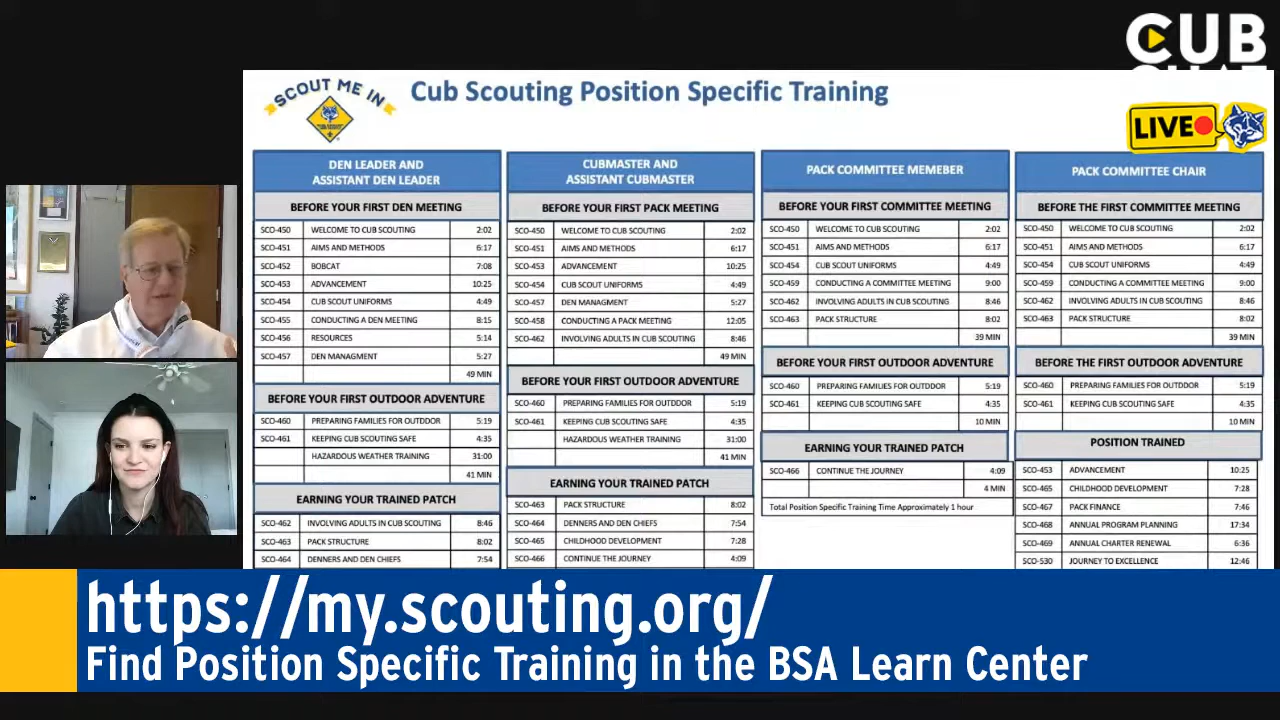 CUB
SCOUT ME IN
Cub Scouting Position Specific Training
LIVE
DEN LEADER AND
ASSISTANT DEN LEADER
BEFORE YOUR FIRST DEN MEETING
SCO-450 WELCOME TO CUB SCOUTING 2:02
SCO-451 AIMS AND METHODS 6:17
SCO-452 BOBCAT 7:08
SCO-453 ADVANCEMENT 10:25
SCO-454 CUB SCOUT UNIFORMS 4:49
SCO-455 CONDUCTING A DEN MEETING 8:15
SCO-456 RESOURCES 5:14
SCO-457 DEN MANAGMENT 5:27
49 MIN
BEFORE YOUR FIRST OUTDOOR ADVENTURE
SCO-460 PREPARING FAMILIES FOR OUTDOOR 5:19
SCO-461 KEEPING CUB SCOUTING SAFE 4:35
HAZARDOUS WEATHER TRAINING 31:00
41 MIN
EARNING YOUR TRAINED PATCH
SCO-462 INVOLVING ADULTS IN CUB SCOUTING 8:46
SCO-463 PACK STRUCTURE 8:02
SCO-464 DENNERS AND DEN CHIEFS 7:54
CUBMASTER AND
ASSISTANT CUBMASTER
BEFORE YOUR FIRST PACK MEETING
SCO-450 WELCOME TO CUB SCOUTING 2:02
SCO-451 AIMS AND METHODS 6:17
SCO-453 ADVANCEMENT 10:25
SCO-454 CUB SCOUT UNIFORMS 4:49
SCO-457 DEN MANAGMENT 5:27
SCO-458 CONDUCTING A PACK MEETING 12:05
SCO-462 INVOLVING ADULTS IN CUB SCOUTING 8:46
49 MIN
BEFORE YOUR FIRST OUTDOOR ADVENTURE
SCO-460 PREPARING FAMILIES FOR OUTDOOR 5:19
SCO-461 KEEPING CUB SCOUTING SAFE 4:35
HAZARDOUS WEATHER TRAINING 31:00
41 MIN
EARNING YOUR TRAINED PATCH
SCO-463 PACK STRUCTURE 8:02
SCO-464 DENNERS AND DEN CHIEFS 7:54
SCO-465 CHILDHOOD DEVELOPMENT 7:28
SCO-466 CONTINUE THE JOURNEY 4:09
PACK COMMITTEE MEMEBER
BEFORE YOUR FIRST COMMITTEE MEETING
SCO-450 WELCOME TO CUB SCOUTING 2:02
SCO-451 AIMS AND METHODS 6:17
SCO-454 CUB SCOUT UNIFORMS 4:49
SCO-459 CONDUCTING A COMMITTEE MEETING 9:00
SCO-462 INVOLVING ADULTS IN CUB SCOUTING 8:46
SCO-463 PACK STRUCTURE 8:02
39 MIN
BEFORE YOUR FIRST OUTDOOR ADVENTURE
SCO-460 PREPARING FAMILIES FOR OUTDOOR 5:19
SCO-461 KEEPING CUB SCOUTING SAFE 4:35
10 MIN
EARNING YOUR TRAINED PATCH
SCO-466 CONTINUE THE JOURNEY 4:09
4 MIN
Total Position Specific Training Time Approximately 1 hour
PACK COMMITTEE CHAIR
BEFORE THE FIRST COMMITTEE MEETING
SCO-450 WELCOME TO CUB SCOUTING 2:02
SCO-451 AIMS AND METHODS 6:17
SCO-454 CUB SCOUT UNIFORMS 4:49
SCO-459 CONDUCTING A COMMITTEE MEETING 9:00
SCO-462 INVOLVING ADULTS IN CUB SCOUTING 8:46
SCO-463 PACK STRUCTURE 8:02
39 MIN
BEFORE THE FIRST OUTDOOR ADVENTURE
SCO-460 PREPARING FAMILIES FOR OUTDOOR 5:19
SCO-461 KEEPING CUB SCOUTING SAFE 4:35
10 MIN
POSITION TRAINED
SCO-453 ADVANCEMENT 10:25
SCO-465 CHILDHOOD DEVELOPMENT 7:28
SCO-467 PACK FINANCE 7:46
SCO-468 ANNUAL PROGRAM PLANNING 17:34
SCO-469 ANNUAL CHARTER RENEWAL 6:36
SCO-530 JOURNEY TO EXCELLENCE 12:46
https://my.scouting.org/
Find Position Specific Training in the BSA Learn Center